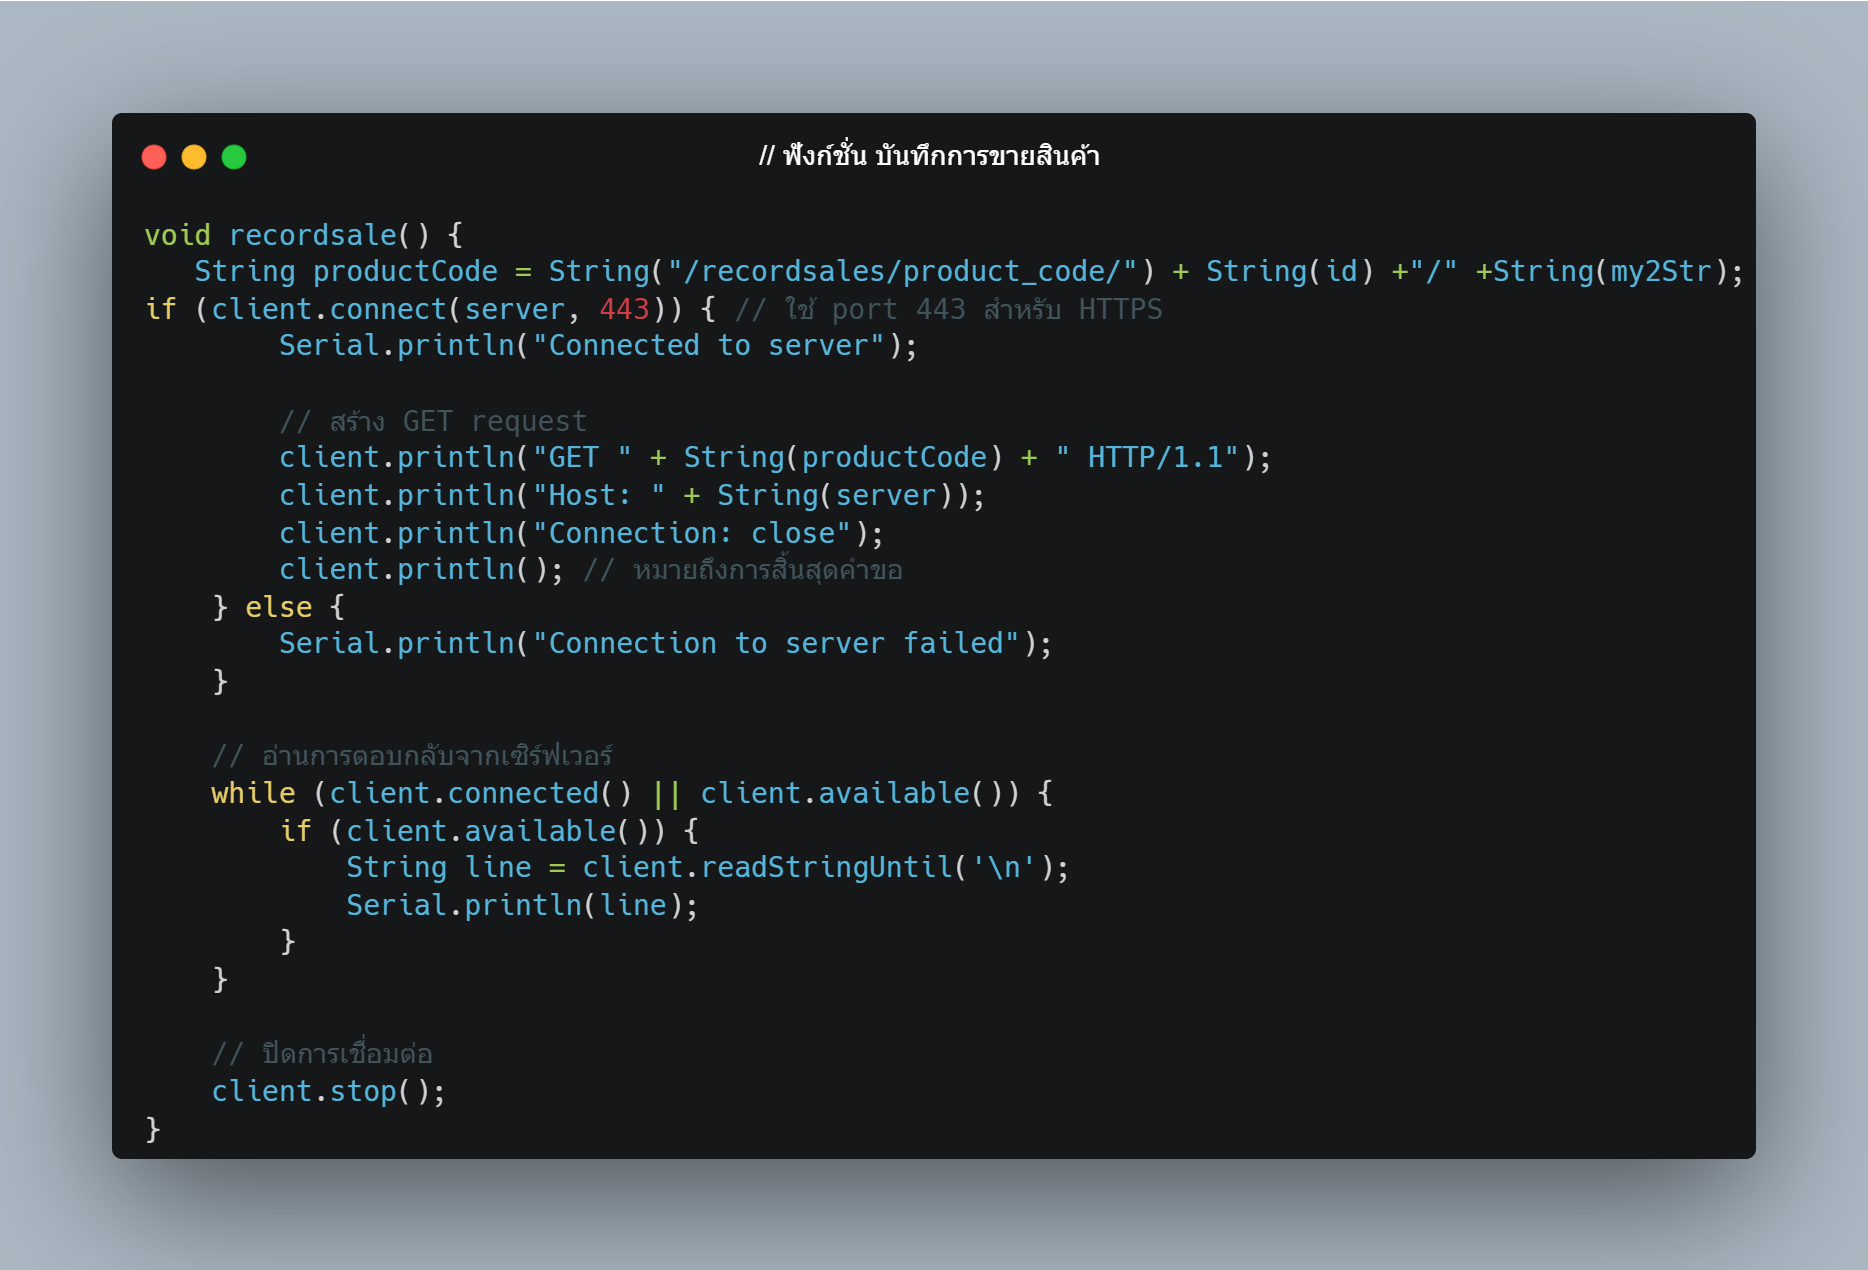 // ฟังก์ชั่น บันทึกการขายสินค้า
void recordsale() {
   String productCode = String("/recordsales/product_code/") + String(id) +"/" +String(my2Str);
if (client.connect(server, 443)) { // ใช้ port 443 สำหรับ HTTPS
        Serial.println("Connected to server");
        // สร้าง GET request
        client.println("GET " + String(productCode) + " HTTP/1.1");
        client.println("Host: " + String(server));
        client.println("Connection: close");
        client.println(); // หมายถึงการสิ้นสุดคำขอ
    } else {
        Serial.println("Connection to server failed");
    }
    // อ่านการตอบกลับจากเซิร์ฟเวอร์
    while (client.connected() || client.available()) {
        if (client.available()) {
            String line = client.readStringUntil('\n');
            Serial.println(line);
        }
    }
    // ปิดการเชื่อมต่อ
    client.stop();
}